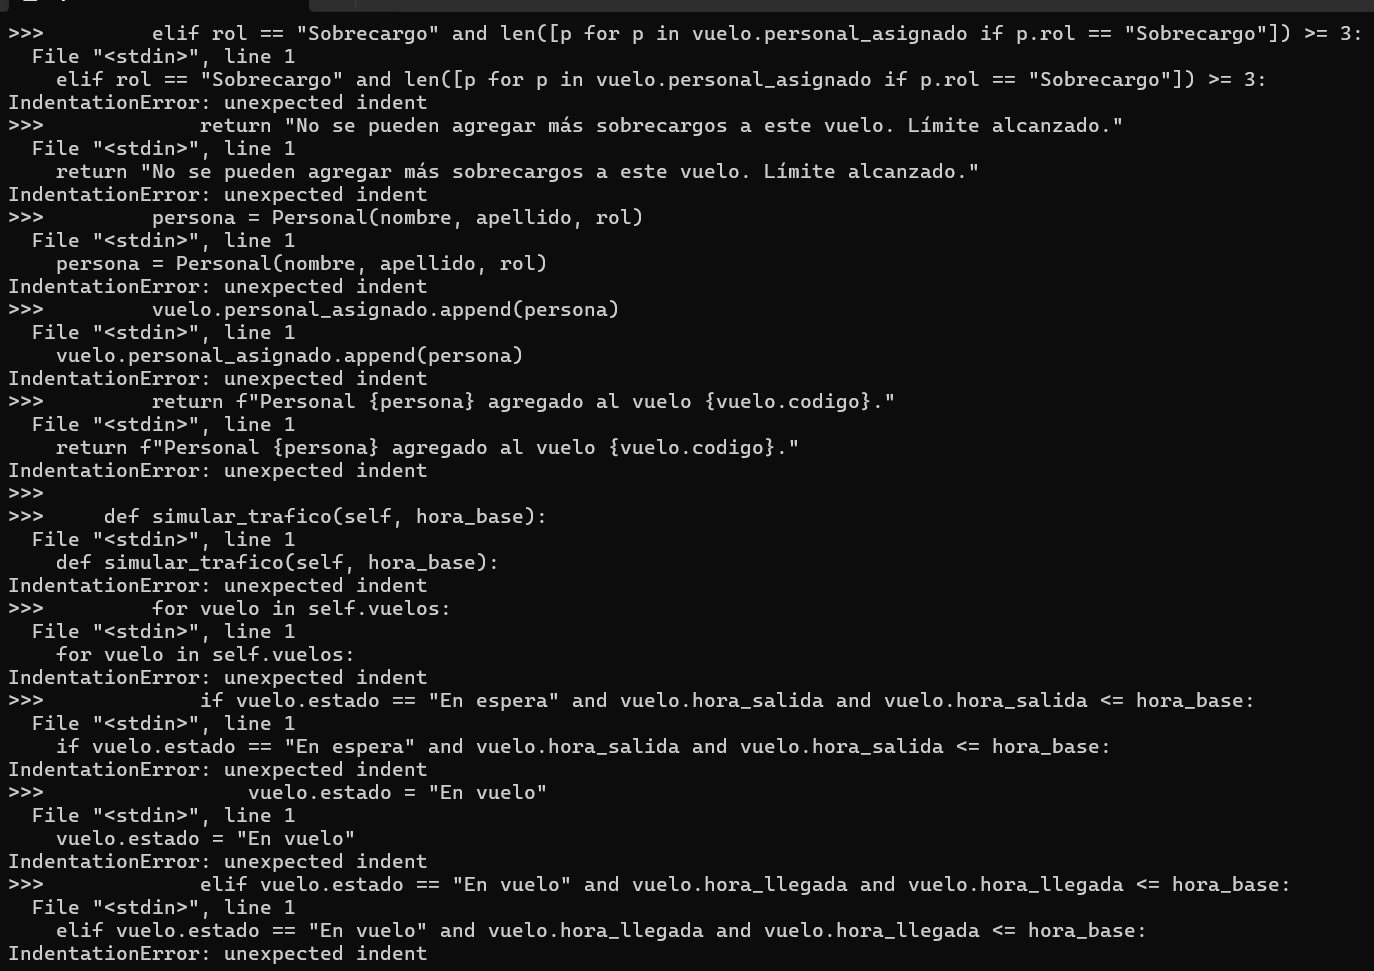 >>>         elif rol == "Sobrecargo" and len([p for p in vuelo.personal_asignado if p.rol == "Sobrecargo"]) >= 3:
  File "<stdin>", line 1
    elif rol == "Sobrecargo" and len([p for p in vuelo.personal_asignado if p.rol == "Sobrecargo"]) >= 3:
IndentationError: unexpected indent
>>>             return "No se pueden agregar más sobrecargos a este vuelo. Límite alcanzado."
  File "<stdin>", line 1
    return "No se pueden agregar más sobrecargos a este vuelo. Límite alcanzado."
IndentationError: unexpected indent
>>>         persona = Personal(nombre, apellido, rol)
  File "<stdin>", line 1
    persona = Personal(nombre, apellido, rol)
IndentationError: unexpected indent
>>>         vuelo.personal_asignado.append(persona)
  File "<stdin>", line 1
    vuelo.personal_asignado.append(persona)
IndentationError: unexpected indent
>>>         return f"Personal {persona} agregado al vuelo {vuelo.codigo}."
  File "<stdin>", line 1
    return f"Personal {persona} agregado al vuelo {vuelo.codigo}."
IndentationError: unexpected indent
>>>
>>>     def simular_trafico(self, hora_base):
  File "<stdin>", line 1
    def simular_trafico(self, hora_base):
IndentationError: unexpected indent
>>>         for vuelo in self.vuelos:
  File "<stdin>", line 1
    for vuelo in self.vuelos:
IndentationError: unexpected indent
>>>             if vuelo.estado == "En espera" and vuelo.hora_salida and vuelo.hora_salida <= hora_base:
  File "<stdin>", line 1
    if vuelo.estado == "En espera" and vuelo.hora_salida and vuelo.hora_salida <= hora_base:
IndentationError: unexpected indent
>>>                 vuelo.estado = "En vuelo"
  File "<stdin>", line 1
    vuelo.estado = "En vuelo"
IndentationError: unexpected indent
>>>             elif vuelo.estado == "En vuelo" and vuelo.hora_llegada and vuelo.hora_llegada <= hora_base:
  File "<stdin>", line 1
    elif vuelo.estado == "En vuelo" and vuelo.hora_llegada and vuelo.hora_llegada <= hora_base:
IndentationError: unexpected indent